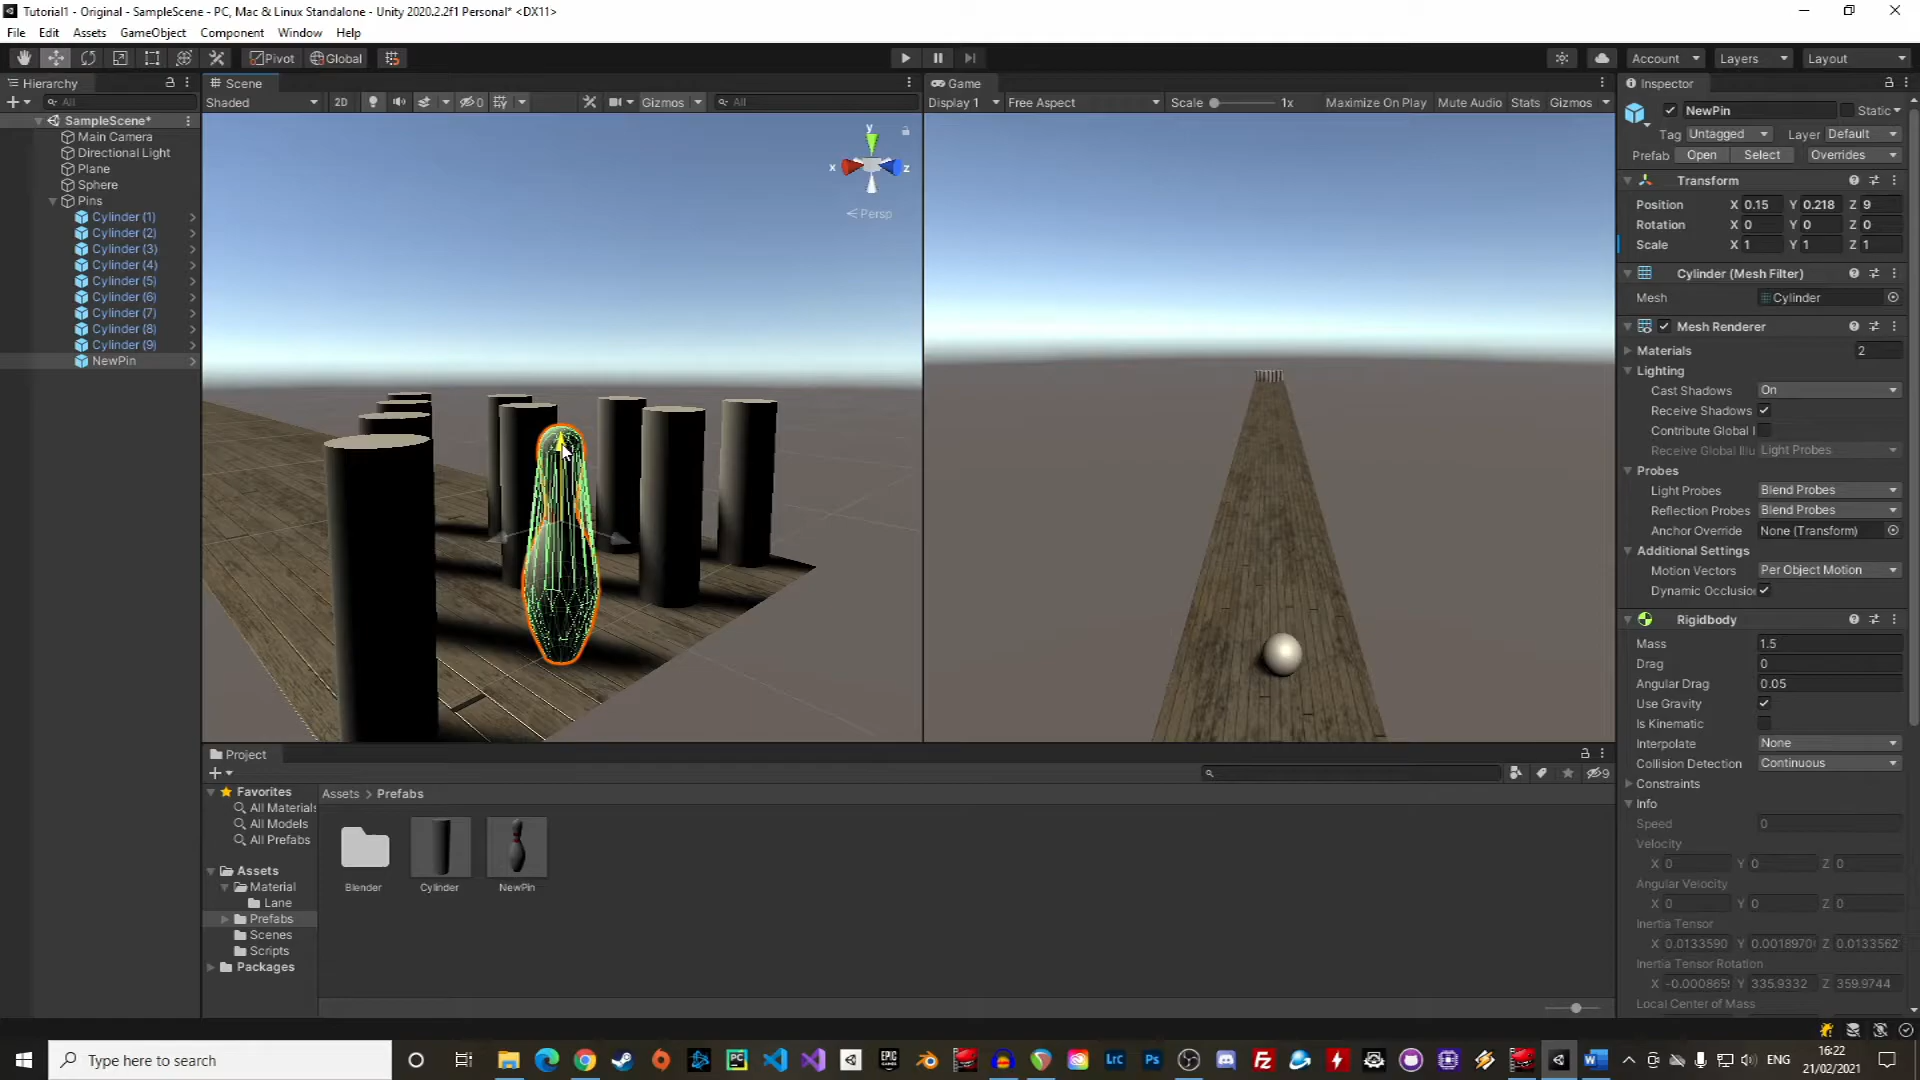 Tutorial1 - Original - SampleScene - PC, Mac & Linux Standalone - Unity 2020.2.2f1 Personal* <DX11>
File Edit Assets GameObject Component Window Help
Pivot Global Account Layers Layout
Hierarchy
All
SampleScene*
Main Camera
Directional Light
Plane
Sphere
Pins
Cylinder (1)
Cylinder (2)
Cylinder (3)
Cylinder (4)
Cylinder (5)
Cylinder (6)
Cylinder (7)
Cylinder (8)
Cylinder (9)
NewPin
Scene
Shaded 2D 0 Gizmos All
y
x z
Persp
Game
Display 1 Free Aspect Scale 1x Maximize On Play Mute Audio Stats Gizmos
Inspector
NewPin Static
Tag Untagged Layer Default
Prefab Open Select Overrides
Transform
Position X 0.15 Y 0.218 Z 9
Rotation X 0 Y 0 Z 0
Scale X 1 Y 1 Z 1
Cylinder (Mesh Filter)
Mesh Cylinder
Mesh Renderer
Materials 2
Lighting
Cast Shadows On
Receive Shadows
Contribute Global I
Receive Global Illu Light Probes
Probes
Light Probes Blend Probes
Reflection Probes Blend Probes
Anchor Override None (Transform)
Additional Settings
Motion Vectors Per Object Motion
Dynamic Occlusio
Rigidbody
Mass 1.5
Drag 0
Angular Drag 0.05
Use Gravity
Is Kinematic
Interpolate None
Collision Detection Continuous
Constraints
Info
Speed 0
Velocity
X 0 Y 0 Z 0
Angular Velocity
X 0 Y 0 Z 0
Inertia Tensor
X 0.0133590 Y 0.0018970 Z 0.0133562
Inertia Tensor Rotation
X -0.000865 Y 335.9332 Z 359.9744
Local Center of Mass
Project
9
Favorites
All Materials
All Models
All Prefabs
Assets
Material
Lane
Prefabs
Scenes
Scripts
Packages
Assets > Prefabs
Blender Cylinder NewPin
Type here to search
PC LrC Ps ENG
16:22
21/02/2021